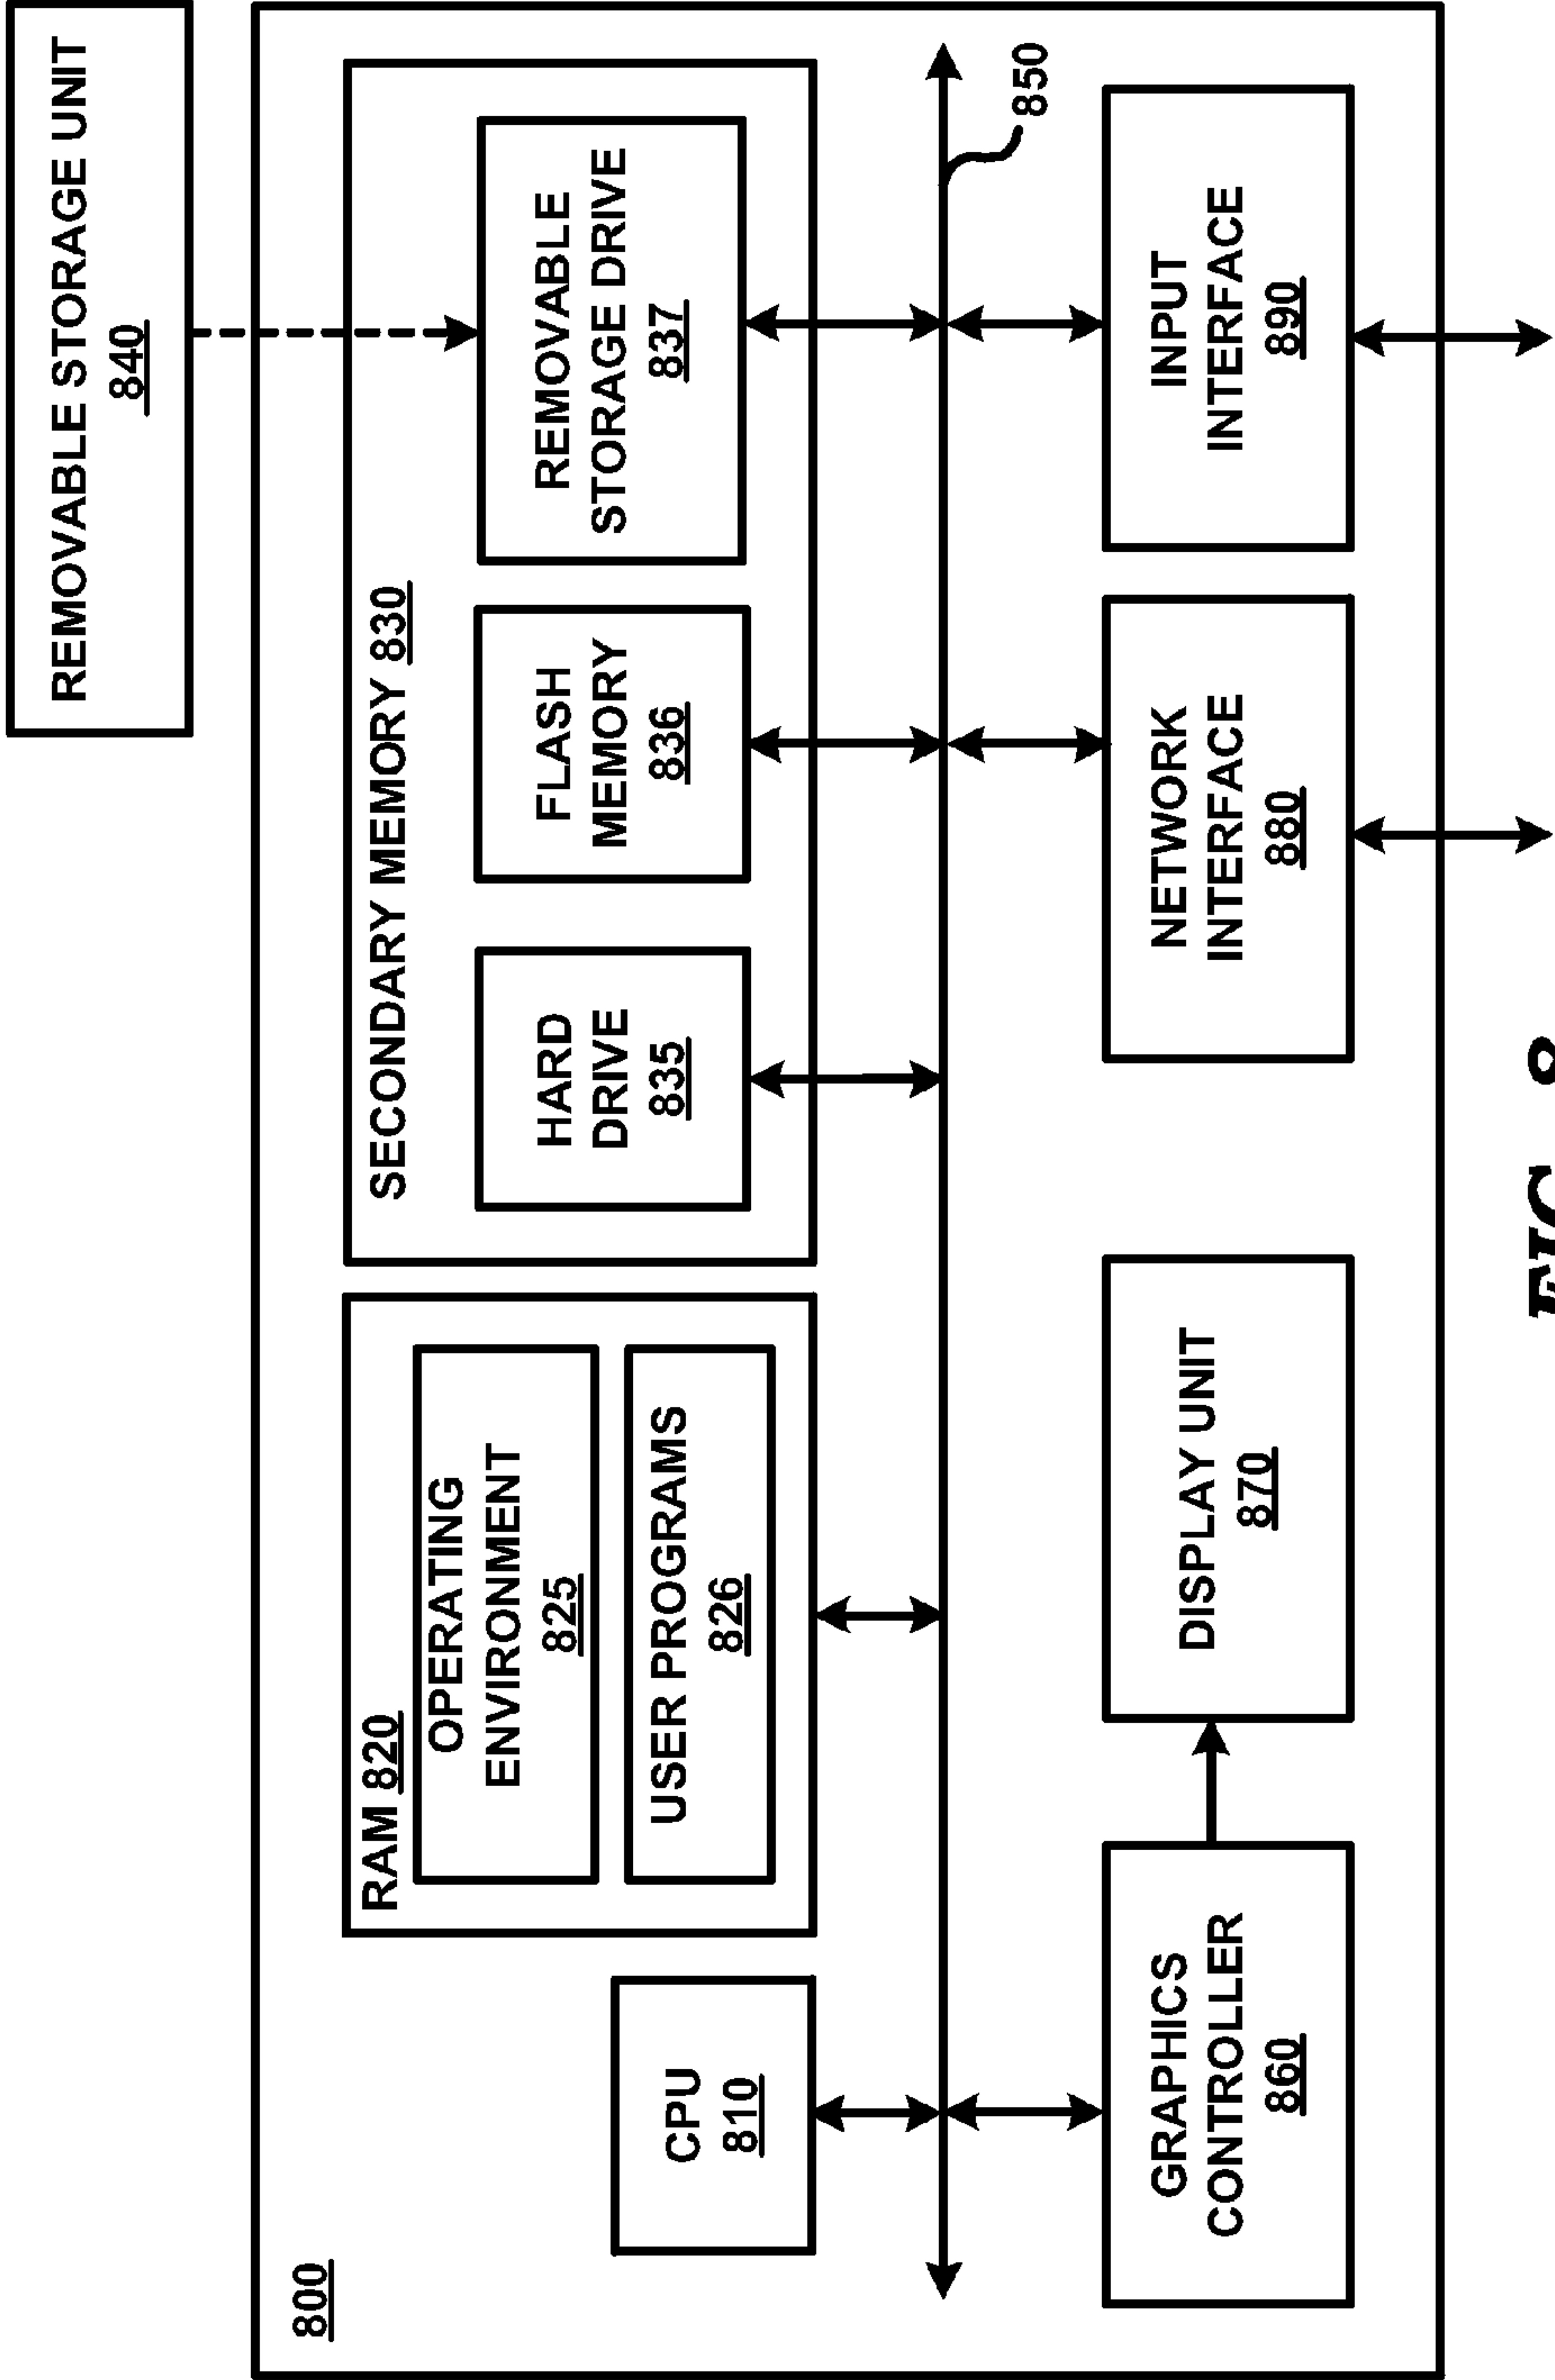 REMOVABLE STORAGE UNIT
840
800
SECONDARY MEMORY 830
RAM 820
OPERATING
ENVIRONMENT
825
USER PROGRAMS
826
CPU
810
HARD
DRIVE
835
FLASH
MEMORY
836
REMOVABLE
STORAGE DRIVE
837
850
GRAPHICS
CONTROLLER
860
DISPLAY UNIT
870
NETWORK
INTERFACE
880
INPUT
INTERFACE
890
FIG. 8